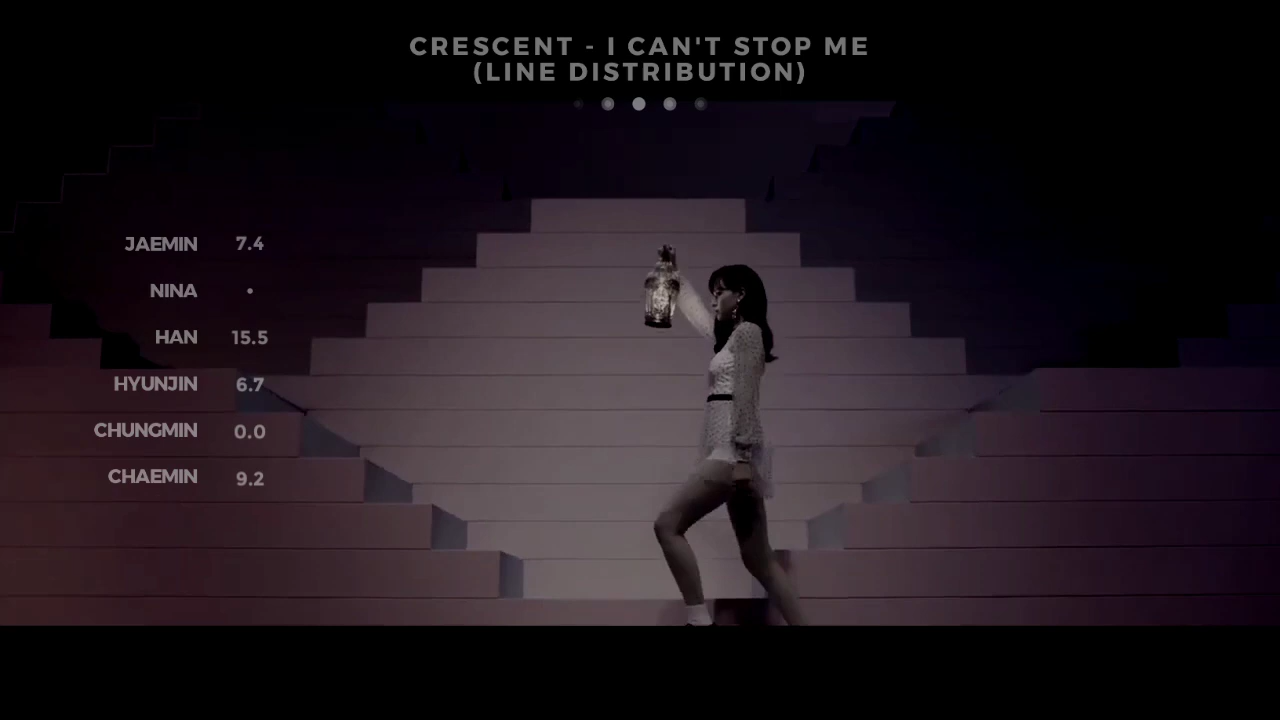 CRESCENT - I CAN'T STOP ME
(LINE DISTRIBUTION)
JAEMIN 7.4
NINA •
HAN 15.5
HYUNJIN 6.7
CHUNGMIN 0.0
CHAEMIN 9.2